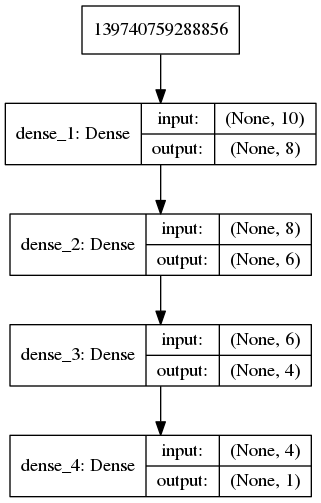 139740759288856
dense_1: Dense
input: (None, 10)
output: (None, 8)
dense_2: Dense
input: (None, 8)
output: (None, 6)
dense_3: Dense
input: (None, 6)
output: (None, 4)
dense_4: Dense
input: (None, 4)
output: (None, 1)